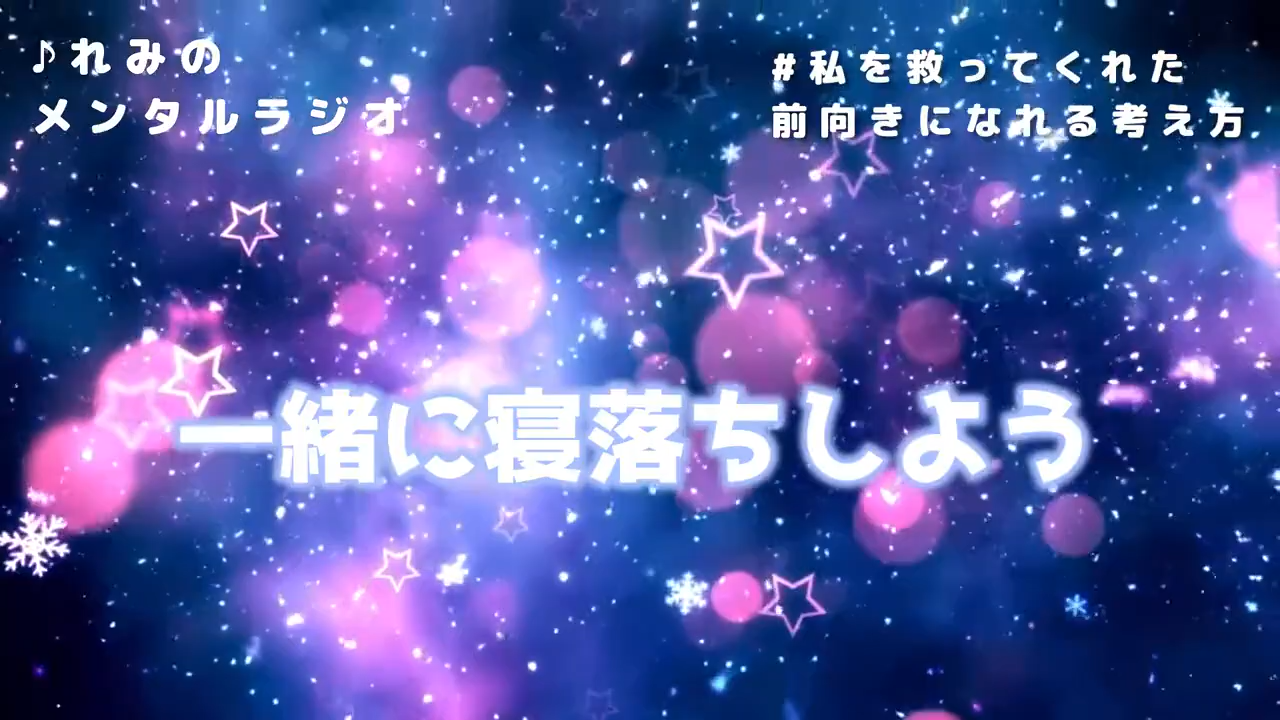 ♪れみの
メンタルラジオ
#私を救ってくれた
前向きになれる考え方
一緒に寝落ちしよう